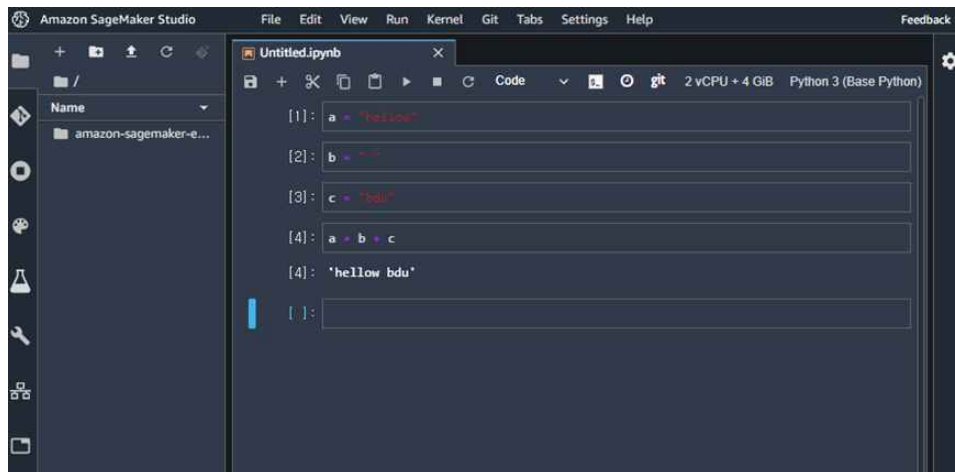 Amazon SageMaker Studio File Edit View Run Kernel Git Tabs Settings Help Feedback
Untitled.ipynb
/
Code git 2 vCPU + 4 GiB Python 3 (Base Python)
Name
amazon-sagemaker-e...
[1]: a = "hellow"
[2]: b = " "
[3]: c = "bdu"
[4]: a + b + c
[4]: 'hellow bdu'
[ ]: